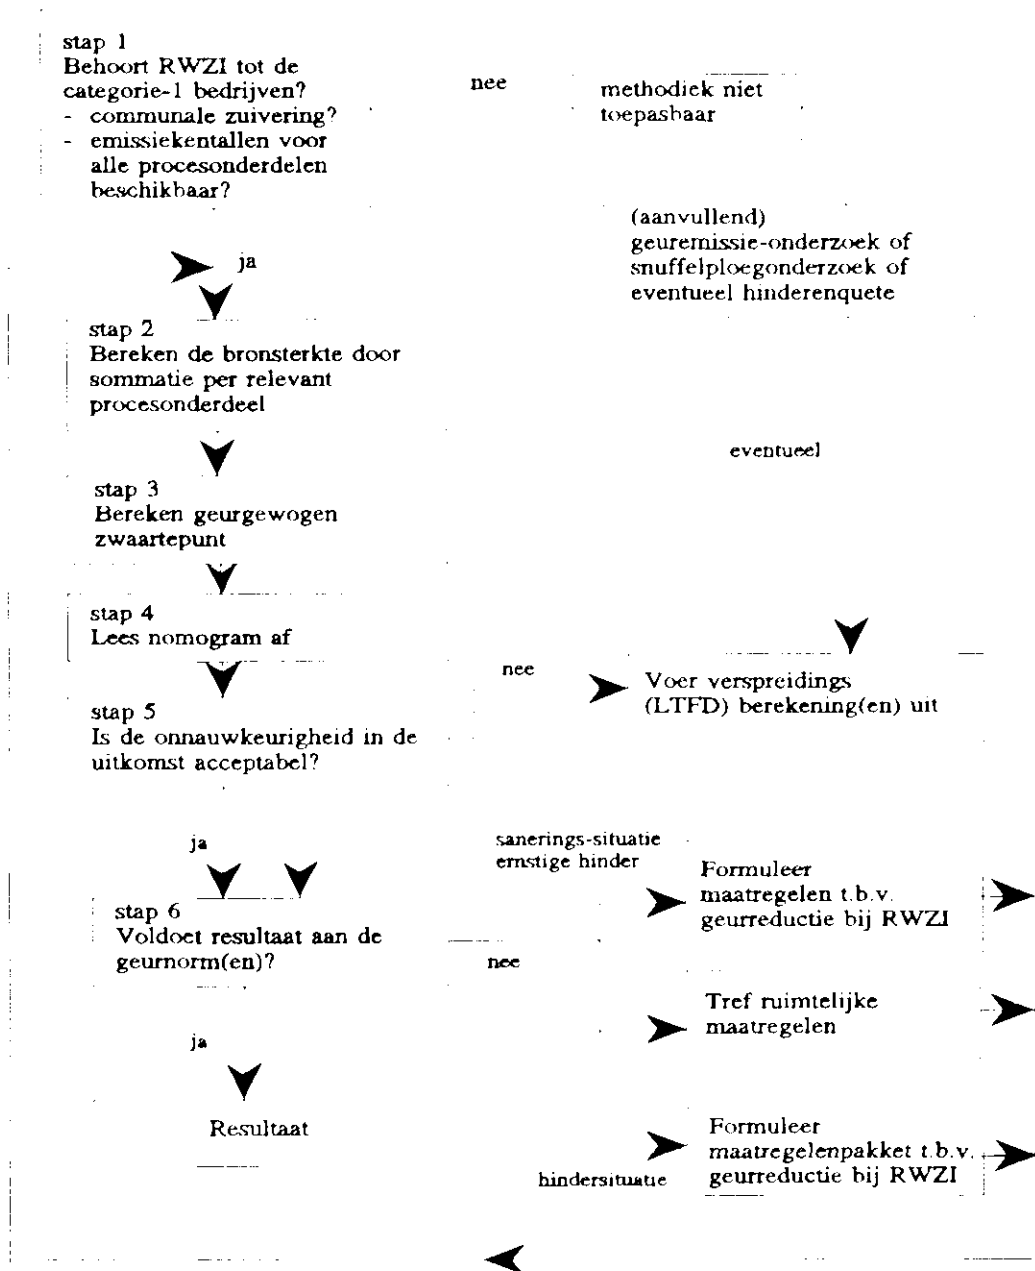 stap 1
Behoort RWZI tot de
categorie-1 bedrijven?
- communale zuivering?
- emissiekentallen voor
alle procesonderdelen
beschikbaar?
nee
methodiek niet
toepasbaar
(aanvullend)
geuremissie-onderzoek of
snuffelploegonderzoek of
eventueel hinderenquete
ja
stap 2
Bereken de bronsterkte door
sommatie per relevant
procesonderdeel
eventueel
stap 3
Bereken geurgewogen
zwaartepunt
stap 4
Lees nomogram af
nee
Voer verspreidings
(LTFD) berekening(en) uit
stap 5
Is de onnauwkeurigheid in de
uitkomst acceptabel?
ja
sanerings-situatie
ernstige hinder
Formuleer
maatregelen t.b.v.
geurreductie bij RWZI
stap 6
Voldoet resultaat aan de
geurnorm(en)?
nee
Tref ruimtelijke
maatregelen
ja
Resultaat
Formuleer
maatregelenpakket t.b.v.
geurreductie bij RWZI
hindersituatie